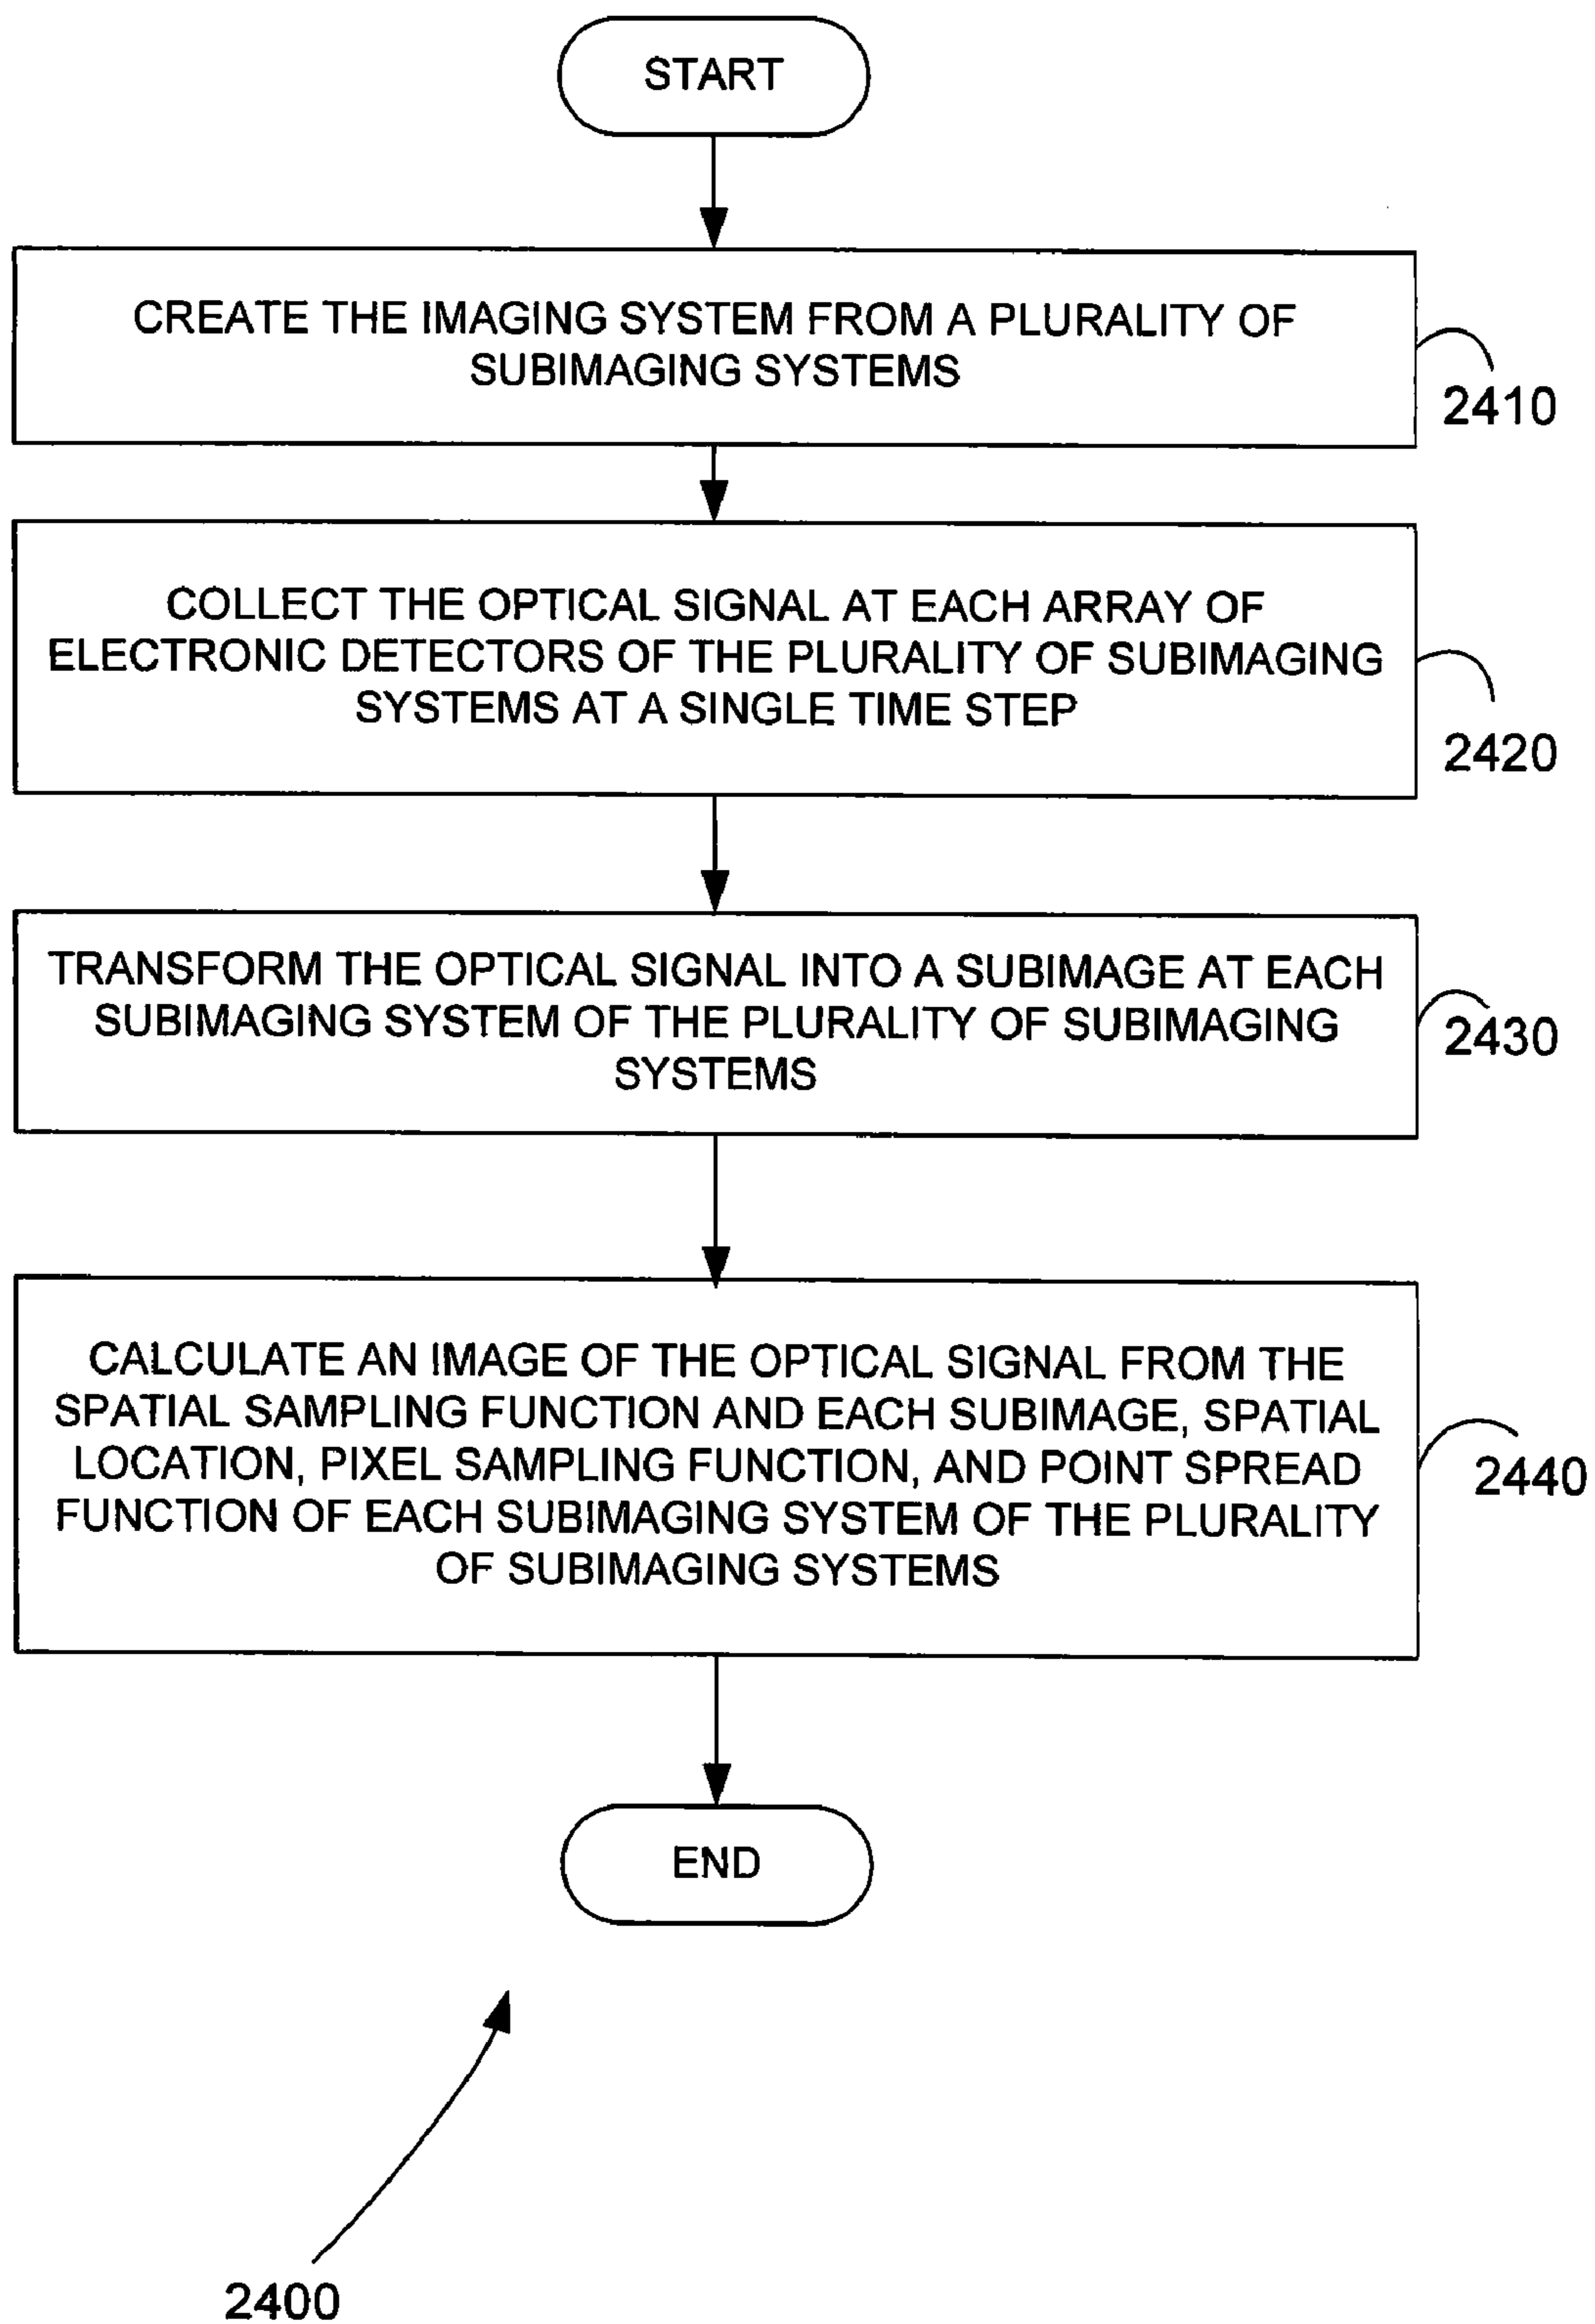 START
CREATE THE IMAGING SYSTEM FROM A PLURALITY OF
SUBIMAGING SYSTEMS
2410
COLLECT THE OPTICAL SIGNAL AT EACH ARRAY OF
ELECTRONIC DETECTORS OF THE PLURALITY OF SUBIMAGING
SYSTEMS AT A SINGLE TIME STEP
2420
TRANSFORM THE OPTICAL SIGNAL INTO A SUBIMAGE AT EACH
SUBIMAGING SYSTEM OF THE PLURALITY OF SUBIMAGING
SYSTEMS
2430
CALCULATE AN IMAGE OF THE OPTICAL SIGNAL FROM THE
SPATIAL SAMPLING FUNCTION AND EACH SUBIMAGE, SPATIAL
LOCATION, PIXEL SAMPLING FUNCTION, AND POINT SPREAD
FUNCTION OF EACH SUBIMAGING SYSTEM OF THE PLURALITY
OF SUBIMAGING SYSTEMS
2440
END
2400